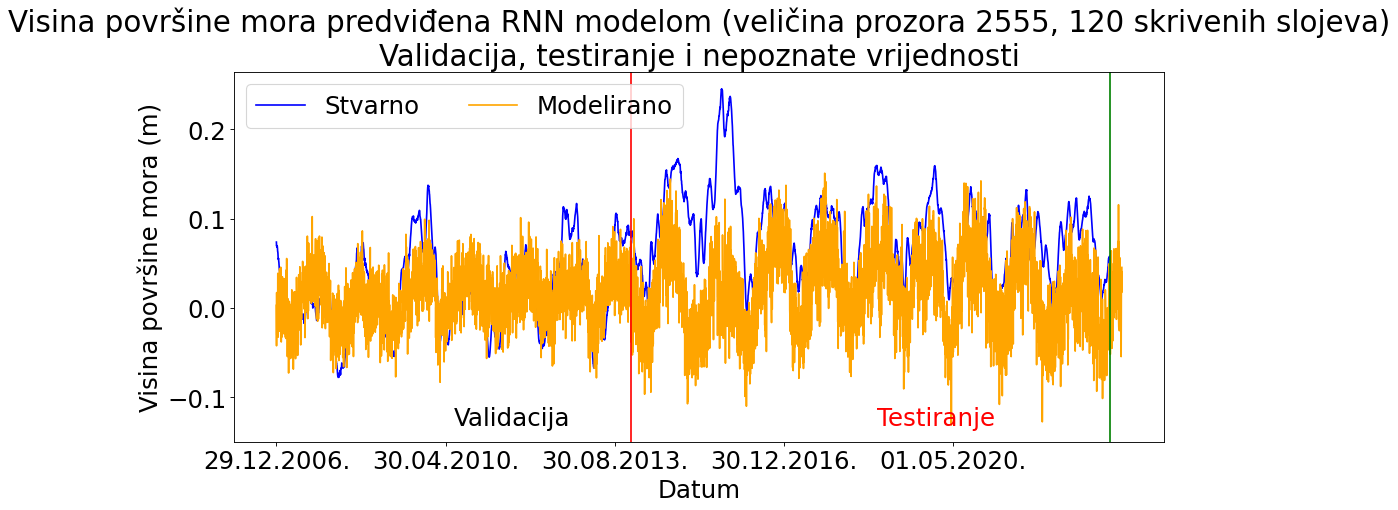 Visina površine mora predviđena RNN modelom (veličina prozora 2555, 120 skrivenih slojeva)
Validacija, testiranje i nepoznate vrijednosti
Stvarno
Modelirano
Visina površine mora (m)
0.2
0.1
0.0
−0.1
Validacija
Testiranje
29.12.2006.
30.04.2010.
30.08.2013.
30.12.2016.
01.05.2020.
Datum